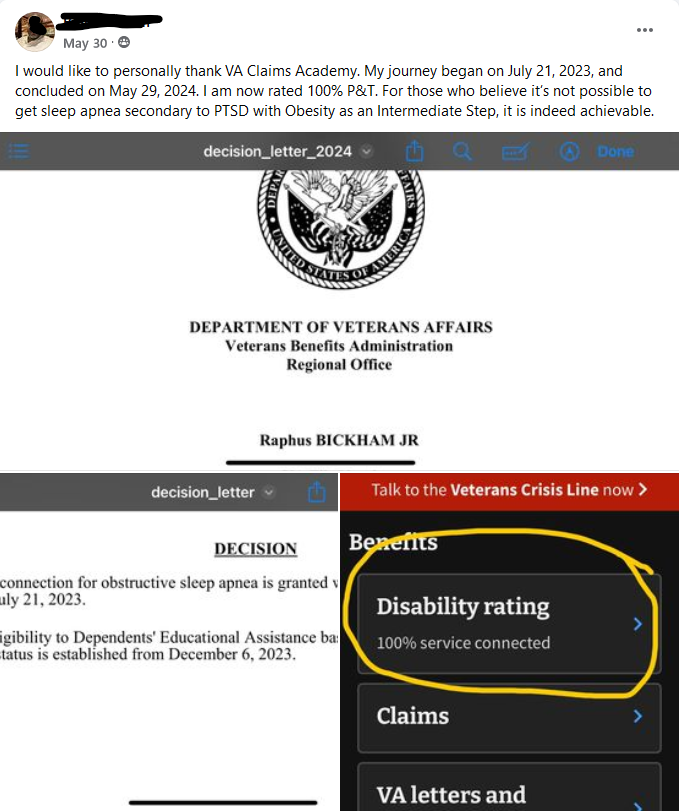 May 30
I would like to personally thank VA Claims Academy. My journey began on July 21, 2023, and
concluded on May 29, 2024. I am now rated 100% P&T. For those who believe it's not possible to
get sleep apnea secondary to PTSD with Obesity as an Intermediate Step, it is indeed achievable.
decision_letter_2024
Done
UNITED STATES OF AMERICA
DEPARTMENT OF VETERANS AFFAIRS
Veterans Benefits Administration
Regional Office
Raphus BICKHAM JR
decision_letter
DECISION
connection for obstructive sleep apnea is granted
uly 21, 2023.
igibility to Dependents' Educational Assistance ba
tatus is established from December 6, 2023.
Talk to the Veterans Crisis Line now
Benefits
Disability rating
100% service connected
Claims
VA letters and